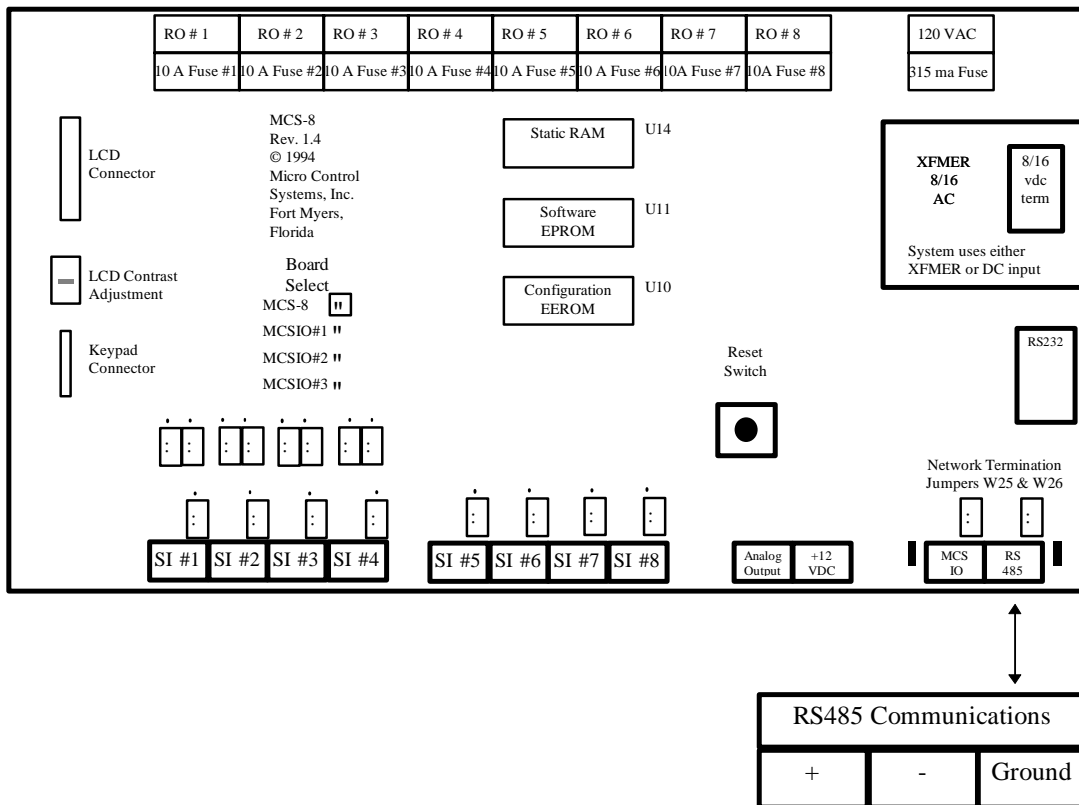 RO # 1 RO # 2 RO # 3 RO # 4 RO # 5 RO # 6 RO # 7 RO # 8 120 VAC
10 A Fuse #1 10 A Fuse #2 10 A Fuse #3 10 A Fuse #4 10 A Fuse #5 10 A Fuse #6 10A Fuse #7 10A Fuse #8 315 ma Fuse
LCD
Connector
MCS-8
Rev. 1.4
© 1994
Micro Control
Systems, Inc.
Fort Myers,
Florida
Static RAM
U14
Software
EPROM
U11
Configuration
EEROM
U10
XFMER
8/16
AC
8/16
vdc
term
System uses either
XFMER or DC input
LCD Contrast
Adjustment
Board
Select
MCS-8 "
MCSIO#1 "
MCSIO#2 "
MCSIO#3 "
Keypad
Connector
Reset
Switch
RS232
Network Termination
Jumpers W25 & W26
SI #1 SI #2 SI #3 SI #4 SI #5 SI #6 SI #7 SI #8
Analog
Output
+12
VDC
MCS
IO
RS
485
RS485 Communications
+ - Ground